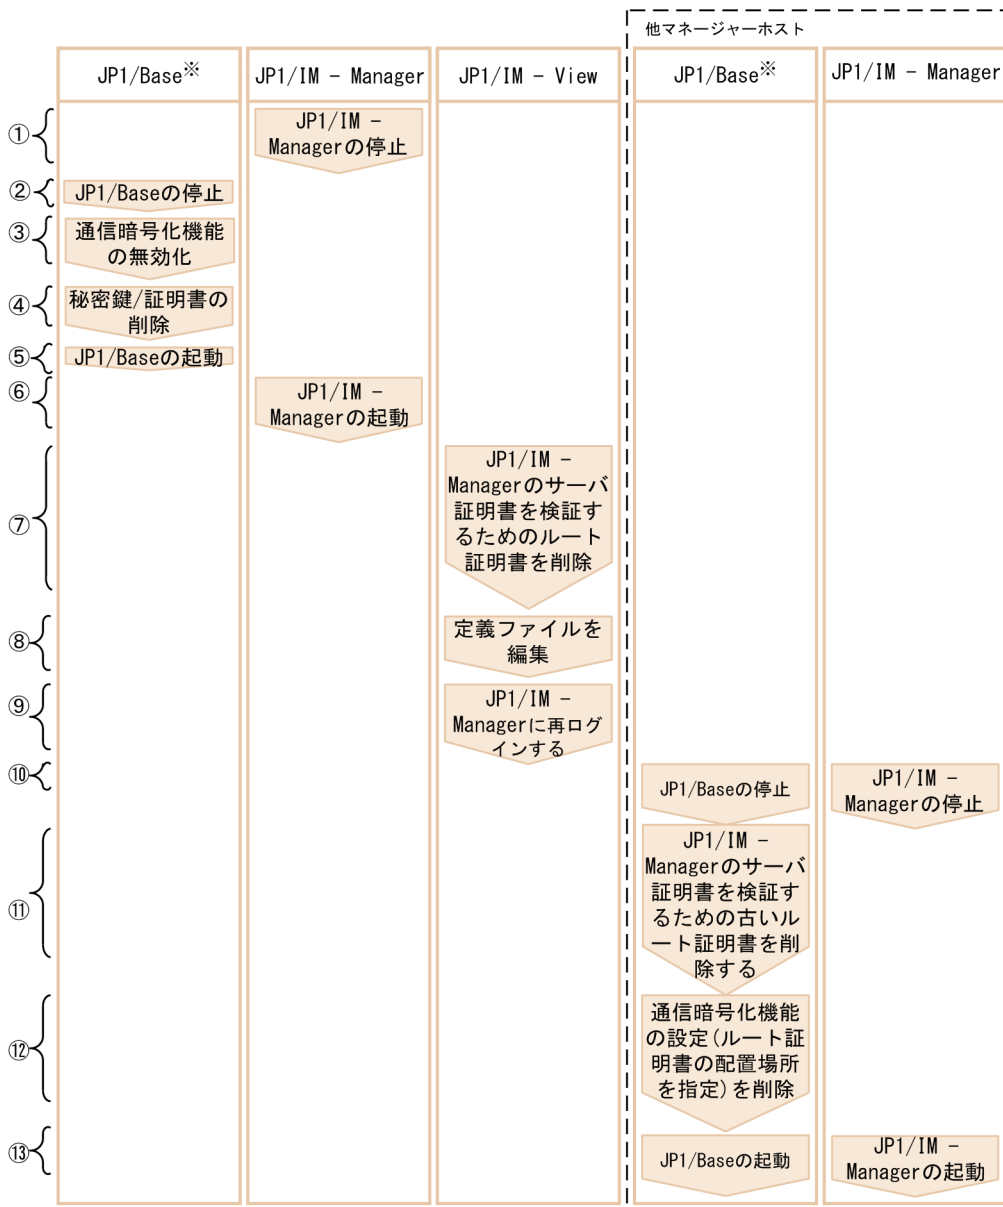 他マネージャーホスト
JP1/Base※
JP1/IM - Manager
JP1/IM - View
JP1/Base※
JP1/IM - Manager
①
JP1/IM -
Managerの停止
②
JP1/Baseの停止
③
通信暗号化機能
の無効化
④
秘密鍵/証明書の
削除
⑤
JP1/Baseの起動
⑥
JP1/IM -
Managerの起動
⑦
JP1/IM -
Managerのサーバ
証明書を検証す
るためのルート
証明書を削除
⑧
定義ファイルを
編集
⑨
JP1/IM -
Managerに再ログ
インする
⑩
JP1/Baseの停止
JP1/IM -
Managerの停止
⑪
JP1/IM -
Managerのサーバ
証明書を検証す
るための古いル
ート証明書を削
除する
⑫
通信暗号化機能
の設定(ルート証
明書の配置場所
を指定)を削除
⑬
JP1/Baseの起動
JP1/IM -
Managerの起動